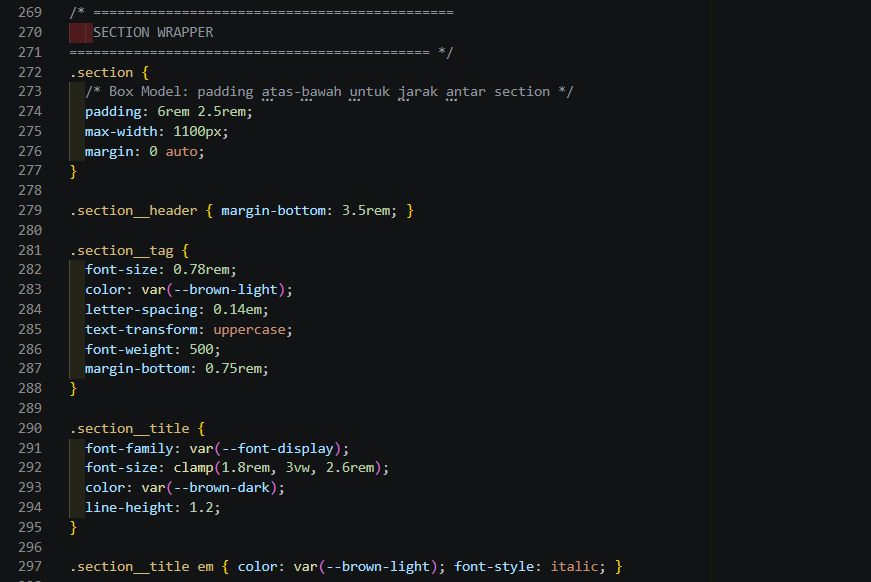 269 /* =============================================
270    SECTION WRAPPER
271 ============================================= */
272 .section {
273   /* Box Model: padding atas-bawah untuk jarak antar section */
274   padding: 6rem 2.5rem;
275   max-width: 1100px;
276   margin: 0 auto;
277 }
278
279 .section__header { margin-bottom: 3.5rem; }
280
281 .section__tag {
282   font-size: 0.78rem;
283   color: var(--brown-light);
284   letter-spacing: 0.14em;
285   text-transform: uppercase;
286   font-weight: 500;
287   margin-bottom: 0.75rem;
288 }
289
290 .section__title {
291   font-family: var(--font-display);
292   font-size: clamp(1.8rem, 3vw, 2.6rem);
293   color: var(--brown-dark);
294   line-height: 1.2;
295 }
296
297 .section__title em { color: var(--brown-light); font-style: italic; }